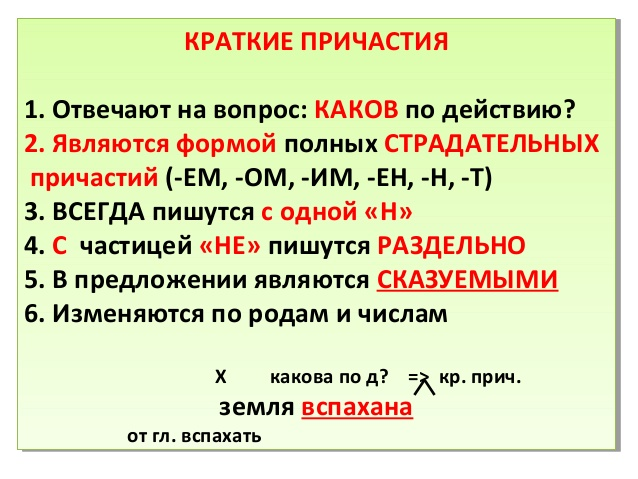 КРАТКИЕ ПРИЧАСТИЯ
1. Отвечают на вопрос: КАКОВ по действию?
2. Являются формой полных СТРАДАТЕЛЬНЫХ
причастий (-ЕМ, -ОМ, -ИМ, -ЕН, -Н, -Т)
3. ВСЕГДА пишутся с одной «Н»
4. С частицей «НЕ» пишутся РАЗДЕЛЬНО
5. В предложении являются СКАЗУЕМЫМИ
6. Изменяются по родам и числам
Х какова по д? => кр. прич.
земля вспахана
от гл. вспахать